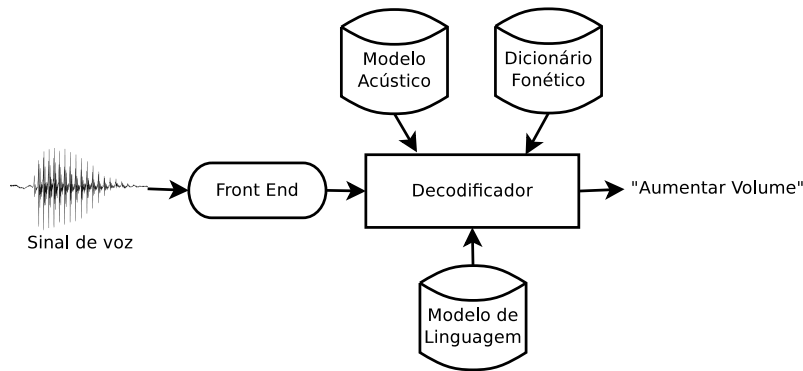 Modelo
Acústico
Dicionário
Fonético
Sinal de voz
Front End
Decodificador
"Aumentar Volume"
Modelo de
Linguagem